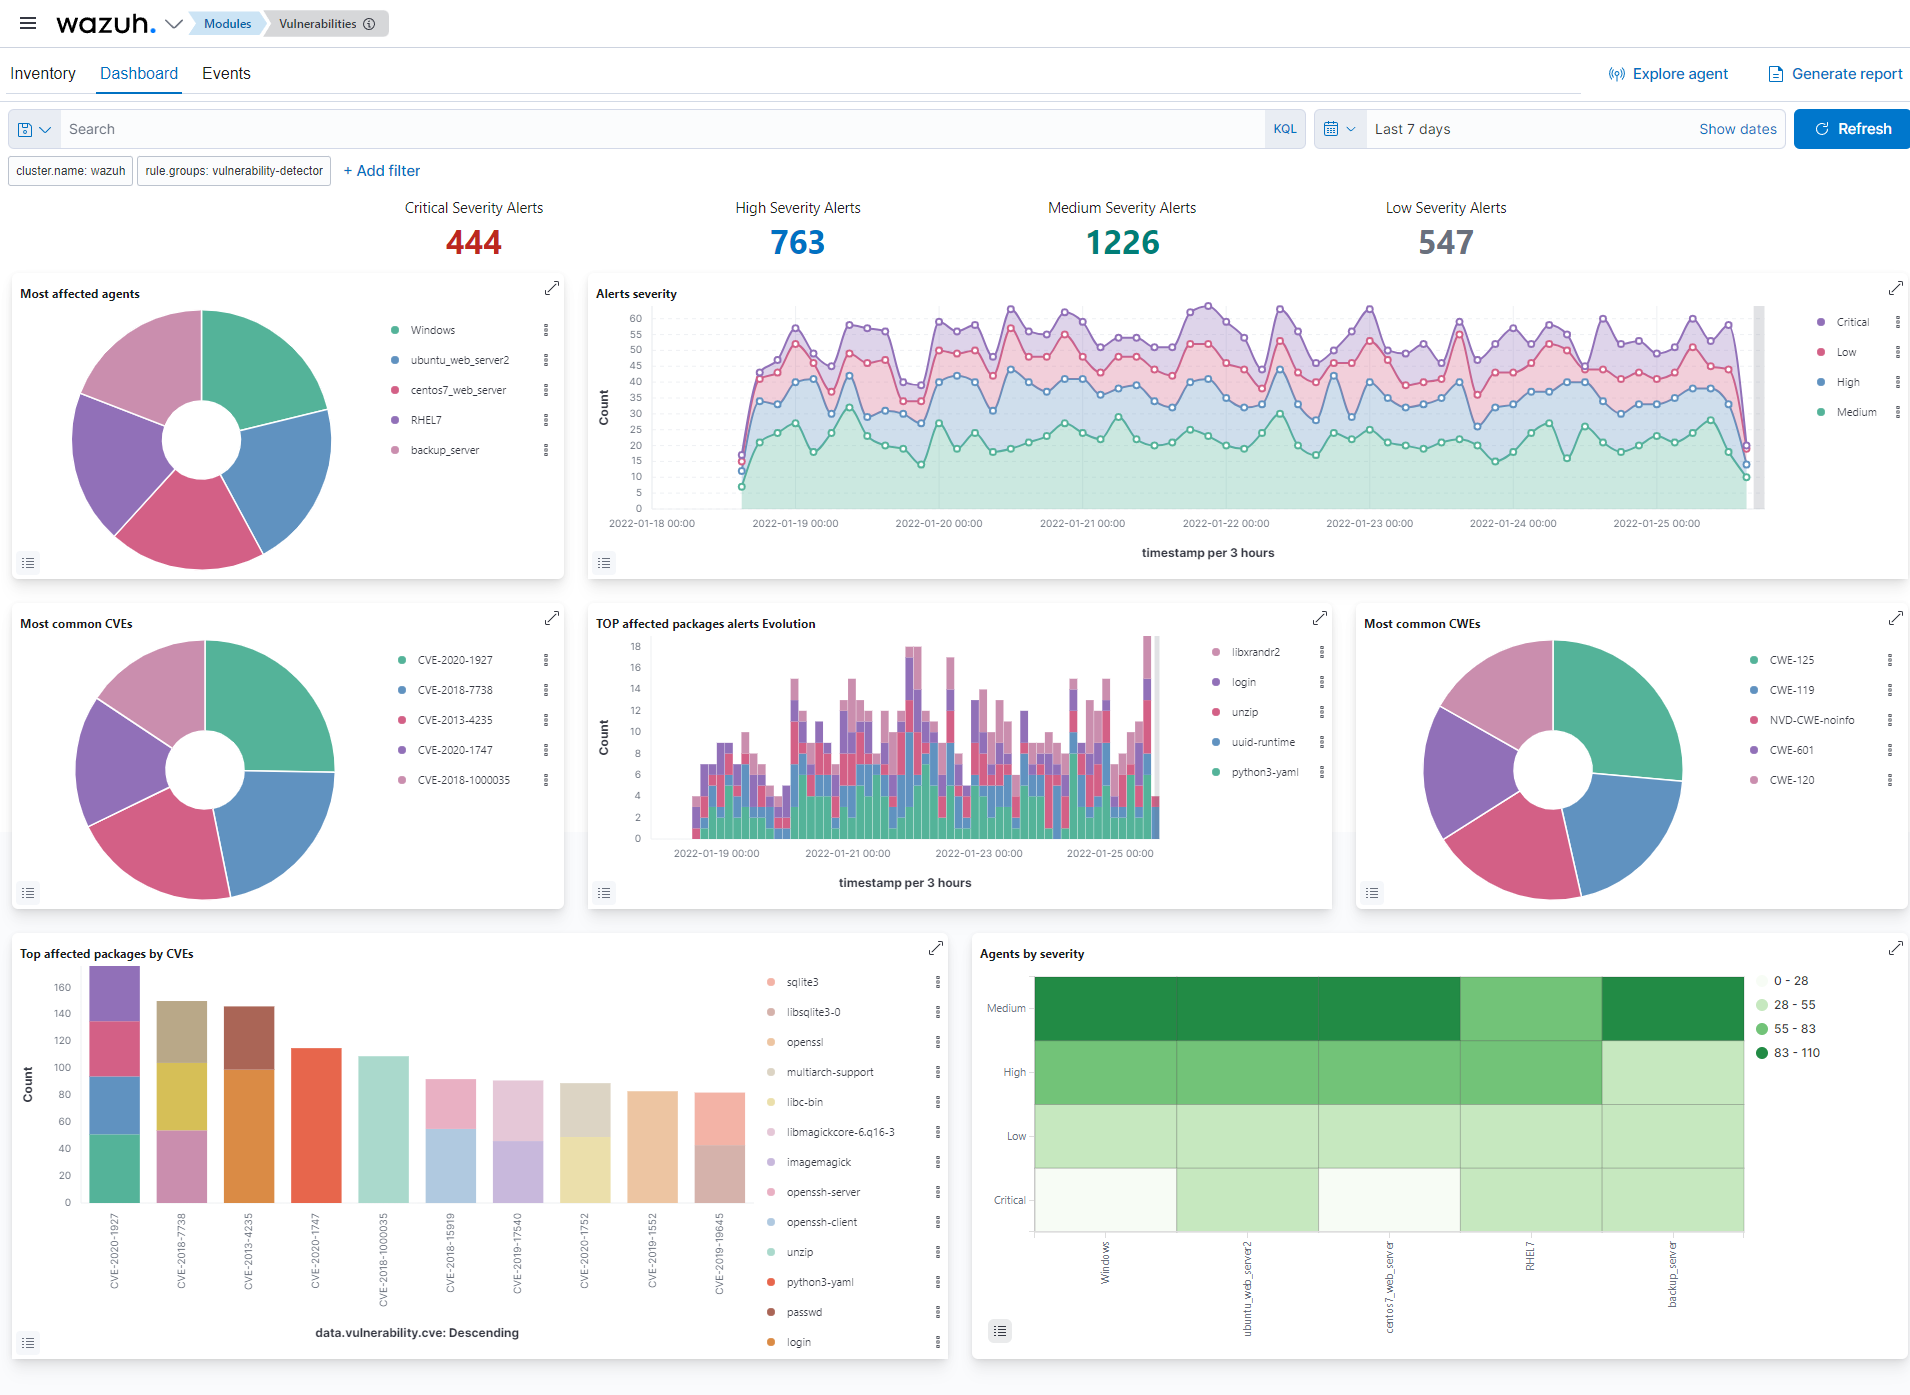 wazuh.
Modules
Vulnerabilities
Inventory
Dashboard
Events
Explore agent
Generate report
Search
KQL
Last 7 days
Show dates
Refresh
cluster.name: wazuh
rule.groups: vulnerability-detector
+ Add filter
Critical Severity Alerts
444
High Severity Alerts
763
Medium Severity Alerts
1226
Low Severity Alerts
547
Most affected agents
Windows
ubuntu_web_server2
centos7_web_server
RHEL7
backup_server
Alerts severity
Count
60
55
50
45
40
35
30
25
20
15
10
5
0
2022-01-18 00:00
2022-01-19 00:00
2022-01-20 00:00
2022-01-21 00:00
2022-01-22 00:00
2022-01-23 00:00
2022-01-24 00:00
2022-01-25 00:00
timestamp per 3 hours
Critical
Low
High
Medium
Most common CVEs
CVE-2020-1927
CVE-2018-7738
CVE-2013-4235
CVE-2020-1747
CVE-2018-1000035
TOP affected packages alerts Evolution
Count
18
16
14
12
10
8
6
4
2
0
2022-01-19 00:00
2022-01-21 00:00
2022-01-23 00:00
2022-01-25 00:00
timestamp per 3 hours
libxrandr2
login
unzip
uuid-runtime
python3-yaml
Most common CWEs
CWE-125
CWE-119
NVD-CWE-noinfo
CWE-601
CWE-120
Top affected packages by CVEs
Count
160
140
120
100
80
60
40
20
0
CVE-2020-1927
CVE-2018-7738
CVE-2013-4235
CVE-2020-1747
CVE-2018-1000035
CVE-2018-15919
CVE-2019-17540
CVE-2020-1752
CVE-2019-1552
CVE-2019-19645
data.vulnerability.cve: Descending
sqlite3
libsqlite3-0
openssl
multiarch-support
libc-bin
libmagickcore-6.q16-3
imagemagick
openssh-server
openssh-client
unzip
python3-yaml
passwd
login
Agents by severity
Medium
High
Low
Critical
Windows
ubuntu_web_server2
centos7_web_server
RHEL7
backup_server
0 - 28
28 - 55
55 - 83
83 - 110